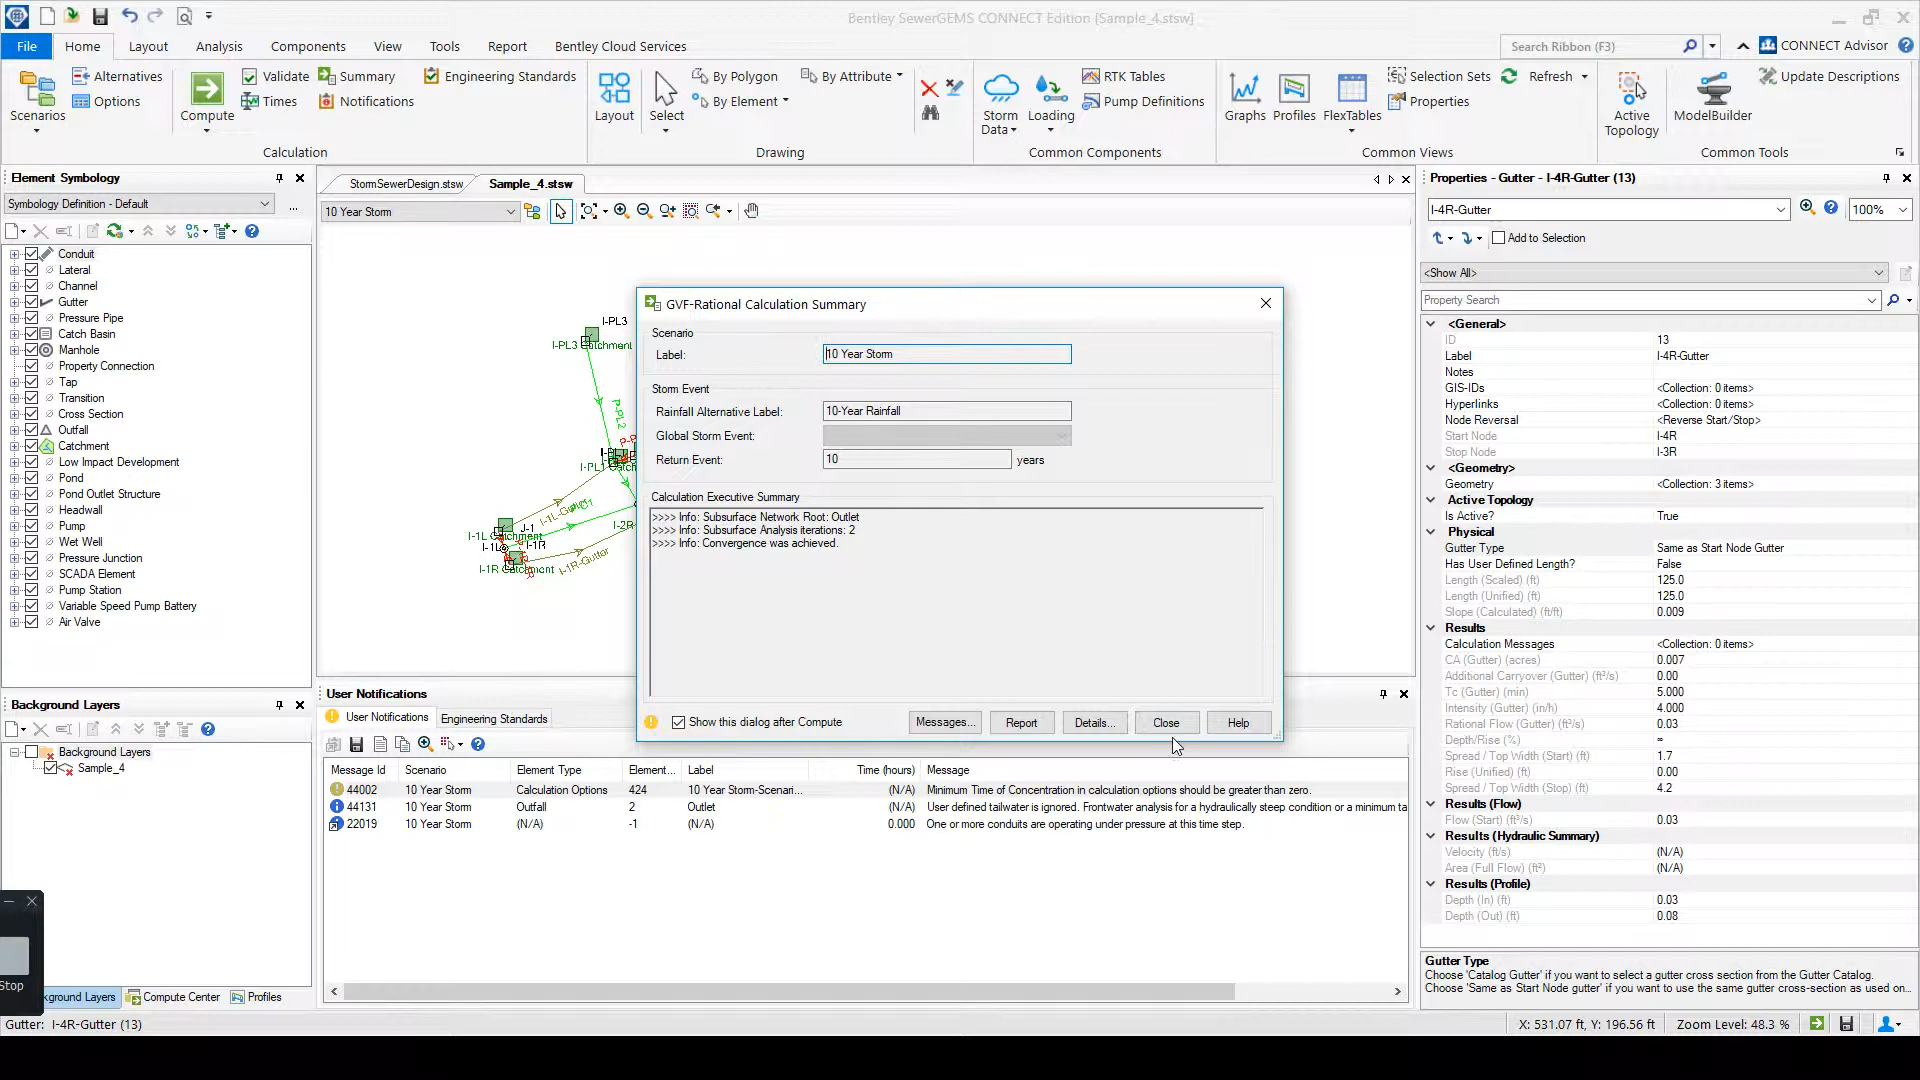 Bentley SewerGEMS CONNECT Edition [Sample_4.stsw]
File Home Layout Analysis Components View Tools Report Bentley Cloud Services
Search Ribbon (F3)
CONNECT Advisor
Scenarios
Alternatives
Options
Compute
Validate
Times
Summary
Notifications
Engineering Standards
Calculation
Layout
Select
By Polygon
By Element
By Attribute
Drawing
Storm Data
Loading
RTK Tables
Pump Definitions
Common Components
Graphs
Profiles
FlexTables
Selection Sets
Properties
Refresh
Common Views
Active Topology
ModelBuilder
Update Descriptions
Common Tools
Element Symbology
Symbology Definition - Default
...
Conduit
Lateral
Channel
Gutter
Pressure Pipe
Catch Basin
Manhole
Property Connection
Tap
Transition
Cross Section
Outfall
Catchment
Low Impact Development
Pond
Pond Outlet Structure
Headwall
Pump
Wet Well
Pressure Junction
SCADA Element
Pump Station
Variable Speed Pump Battery
Air Valve
Background Layers
Background Layers
Sample_4
Stop
kground Layers
Compute Center
Profiles
StormSewerDesign.stsw
Sample_4.stsw
10 Year Storm
I-PL3
I-PL3 Catchment
P-PL2
I-1L-Gutter
I-2R
I-1L Catchment
J-1
I-1L
I-1R
I-1R Catchment
I-1R-Gutter
GVF-Rational Calculation Summary
Scenario
Label: 10 Year Storm
Storm Event
Rainfall Alternative Label: 10-Year Rainfall
Global Storm Event:
Return Event: 10 years
Calculation Executive Summary
>>>> Info: Subsurface Network Root: Outlet
>>>> Info: Subsurface Analysis iterations: 2
>>>> Info: Convergence was achieved.
Show this dialog after Compute
Messages... Report Details... Close Help
User Notifications
User Notifications Engineering Standards
Message Id Scenario Element Type Element... Label Time (hours) Message
44002 10 Year Storm Calculation Options 424 10 Year Storm-Scenari... (N/A) Minimum Time of Concentration in calculation options should be greater than zero.
44131 10 Year Storm Outfall 2 Outlet (N/A) User defined tailwater is ignored. Frontwater analysis for a hydraulically steep condition or a minimum ta
22019 10 Year Storm (N/A) -1 (N/A) 0.000 One or more conduits are operating under pressure at this time step.
Properties - Gutter - I-4R-Gutter (13)
I-4R-Gutter
100%
Add to Selection
<Show All>
Property Search
<General>
ID 13
Label I-4R-Gutter
Notes
GIS-IDs <Collection: 0 items>
Hyperlinks <Collection: 0 items>
Node Reversal <Reverse Start/Stop>
Start Node I-4R
Stop Node I-3R
<Geometry>
Geometry <Collection: 3 items>
Active Topology
Is Active? True
Physical
Gutter Type Same as Start Node Gutter
Has User Defined Length? False
Length (Scaled) (ft) 125.0
Length (Unified) (ft) 125.0
Slope (Calculated) (ft/ft) 0.009
Results
Calculation Messages <Collection: 0 items>
CA (Gutter) (acres) 0.007
Additional Carryover (Gutter) (ft³/s) 0.00
Tc (Gutter) (min) 5.000
Intensity (Gutter) (in/h) 4.000
Rational Flow (Gutter) (ft³/s) 0.03
Depth/Rise (%) ∞
Spread / Top Width (Start) (ft) 1.7
Rise (Unified) (ft) 0.00
Spread / Top Width (Stop) (ft) 4.2
Results (Flow)
Flow (Start) (ft³/s) 0.03
Results (Hydraulic Summary)
Velocity (ft/s) (N/A)
Area (Full Flow) (ft²) (N/A)
Results (Profile)
Depth (In) (ft) 0.03
Depth (Out) (ft) 0.08
Gutter Type
Choose 'Catalog Gutter' if you want to select a gutter cross section from the Gutter Catalog.
Choose 'Same as Start Node gutter' if you want to use the same gutter cross-section as used on...
Gutter: I-4R-Gutter (13)
X: 531.07 ft, Y: 196.56 ft
Zoom Level: 48.3 %